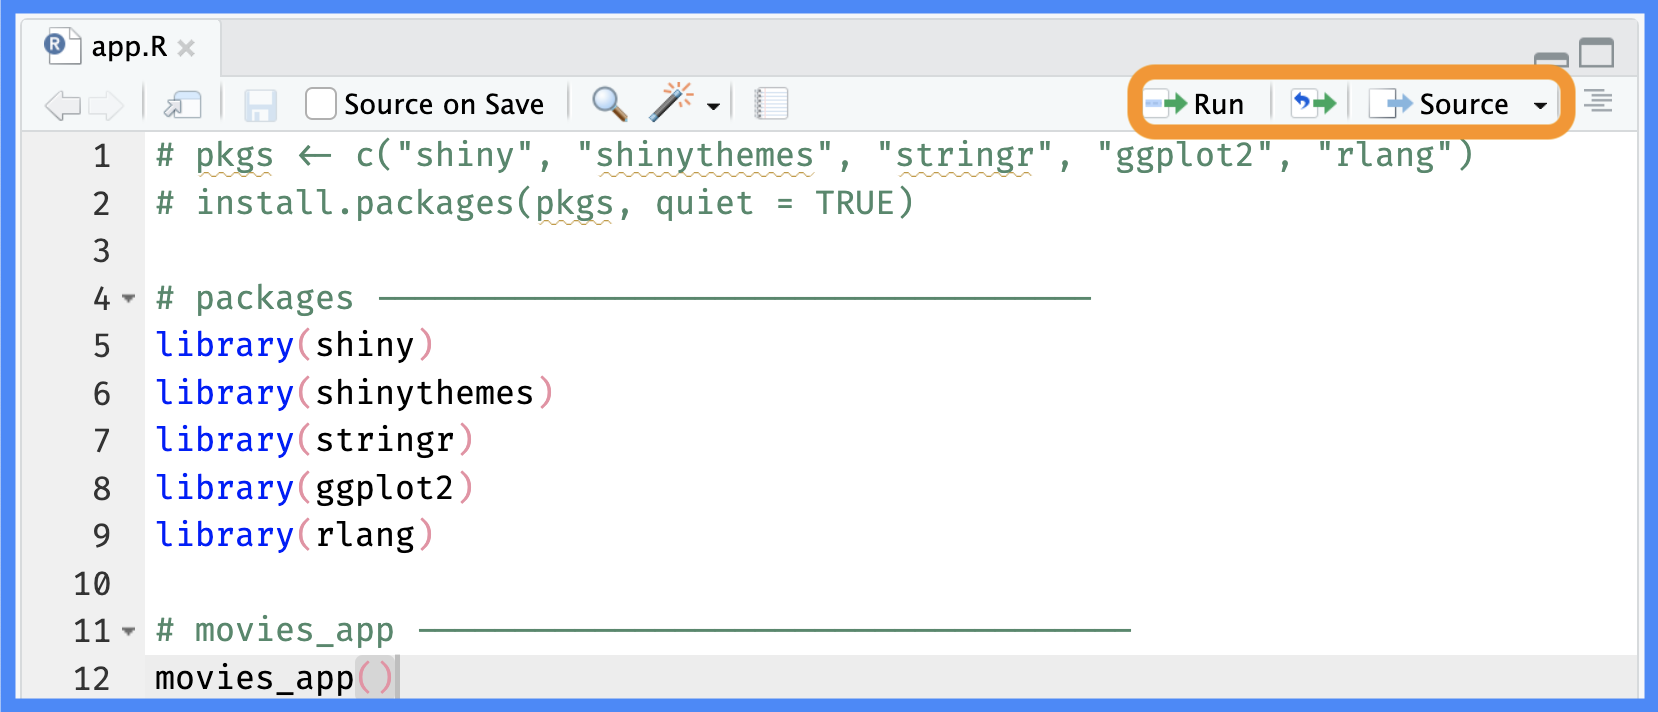 R app.R
Source on Save Run Source
1 # pkgs <- c("shiny", "shinythemes", "stringr", "ggplot2", "rlang")
2 # install.packages(pkgs, quiet = TRUE)
3
4 # packages ------------------------------------
5 library(shiny)
6 library(shinythemes)
7 library(stringr)
8 library(ggplot2)
9 library(rlang)
10
11 # movies_app ------------------------------------
12 movies_app()